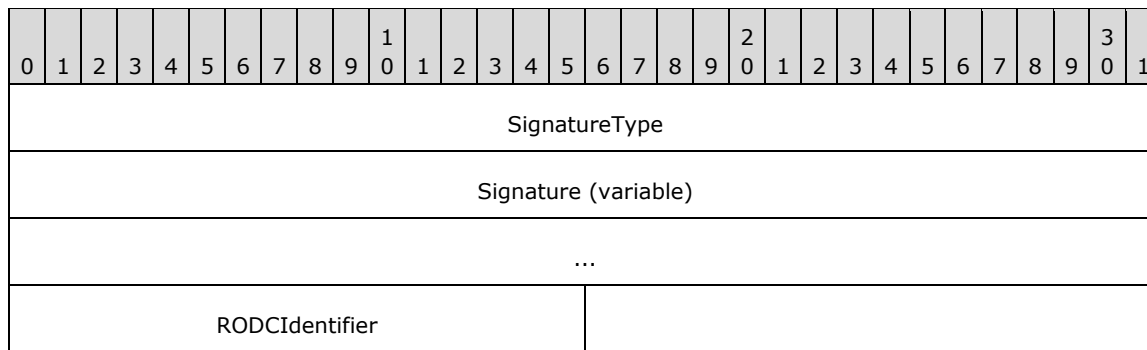 1 2 3
0 1 2 3 4 5 6 7 8 9 0 1 2 3 4 5 6 7 8 9 0 1 2 3 4 5 6 7 8 9 0 1
SignatureType
Signature (variable)
...
RODCIdentifier